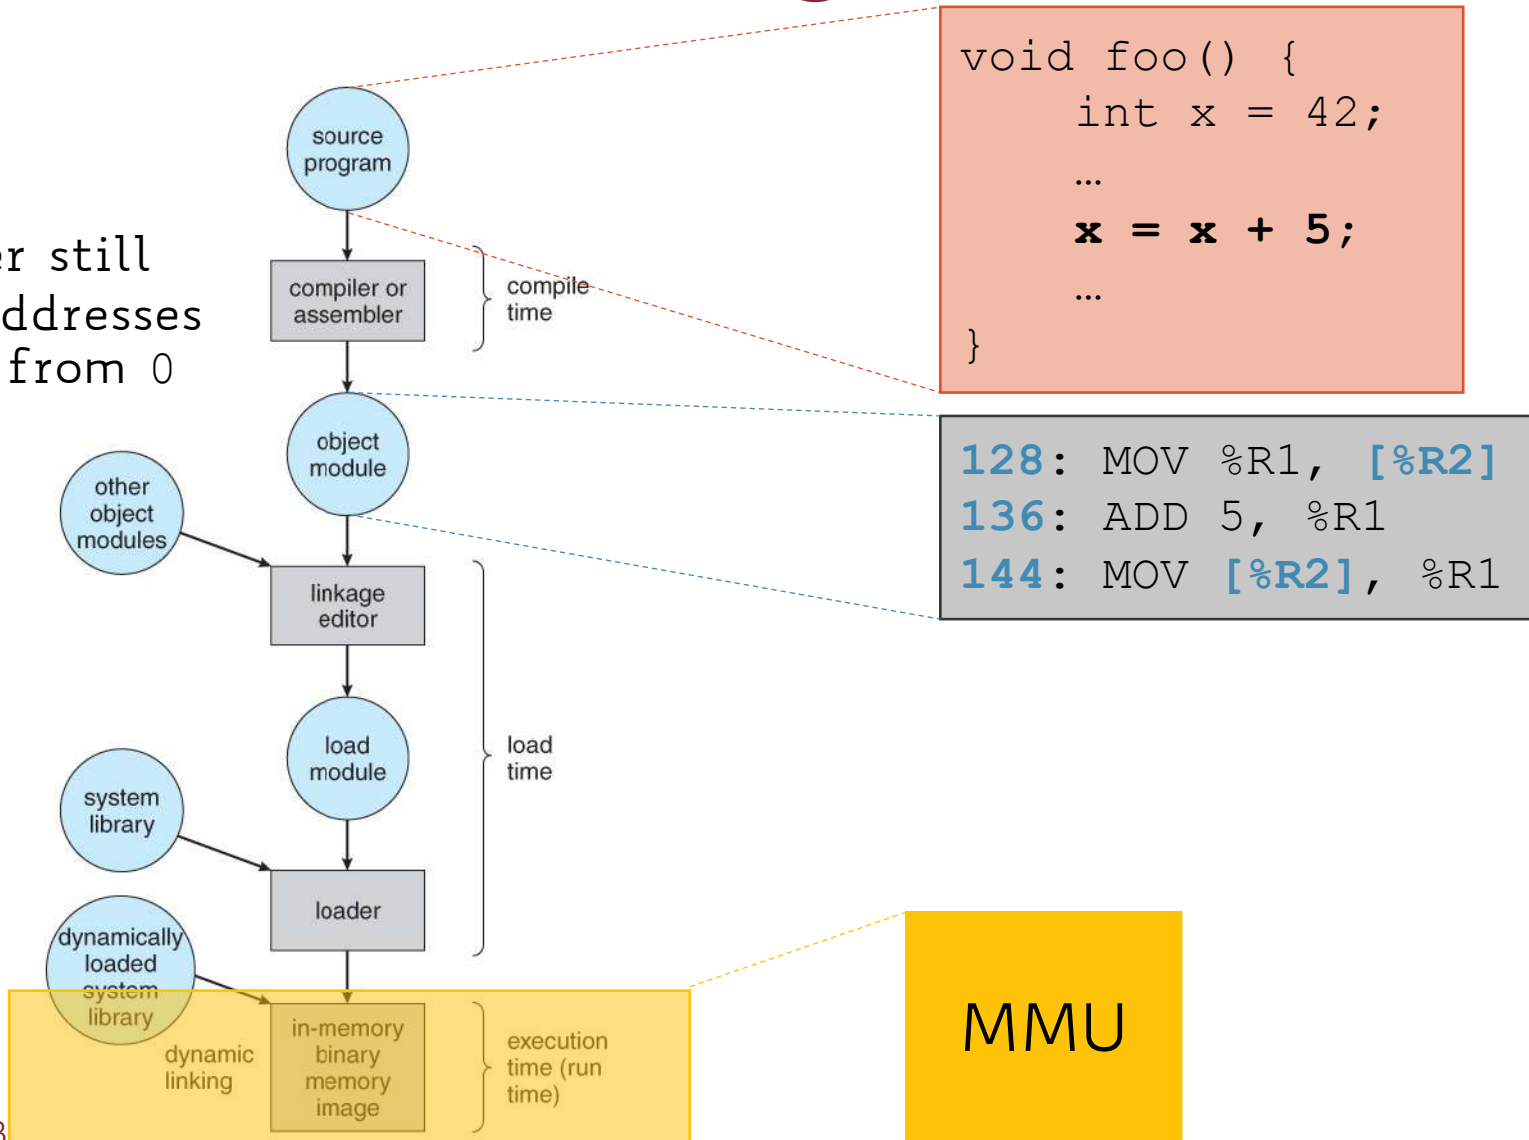 source
program
er still
ddresses
from 0
compiler or
assembler
compile
time
object
module
other
object
modules
linkage
editor
load
module
load
time
system
library
loader
dynamically
loaded
system
library
dynamic
linking
in-memory
binary
memory
image
execution
time (run
time)
void foo() {
int x = 42;
…
x = x + 5;
…
}
128: MOV %R1, [%R2]
136: ADD 5, %R1
144: MOV [%R2], %R1
MMU